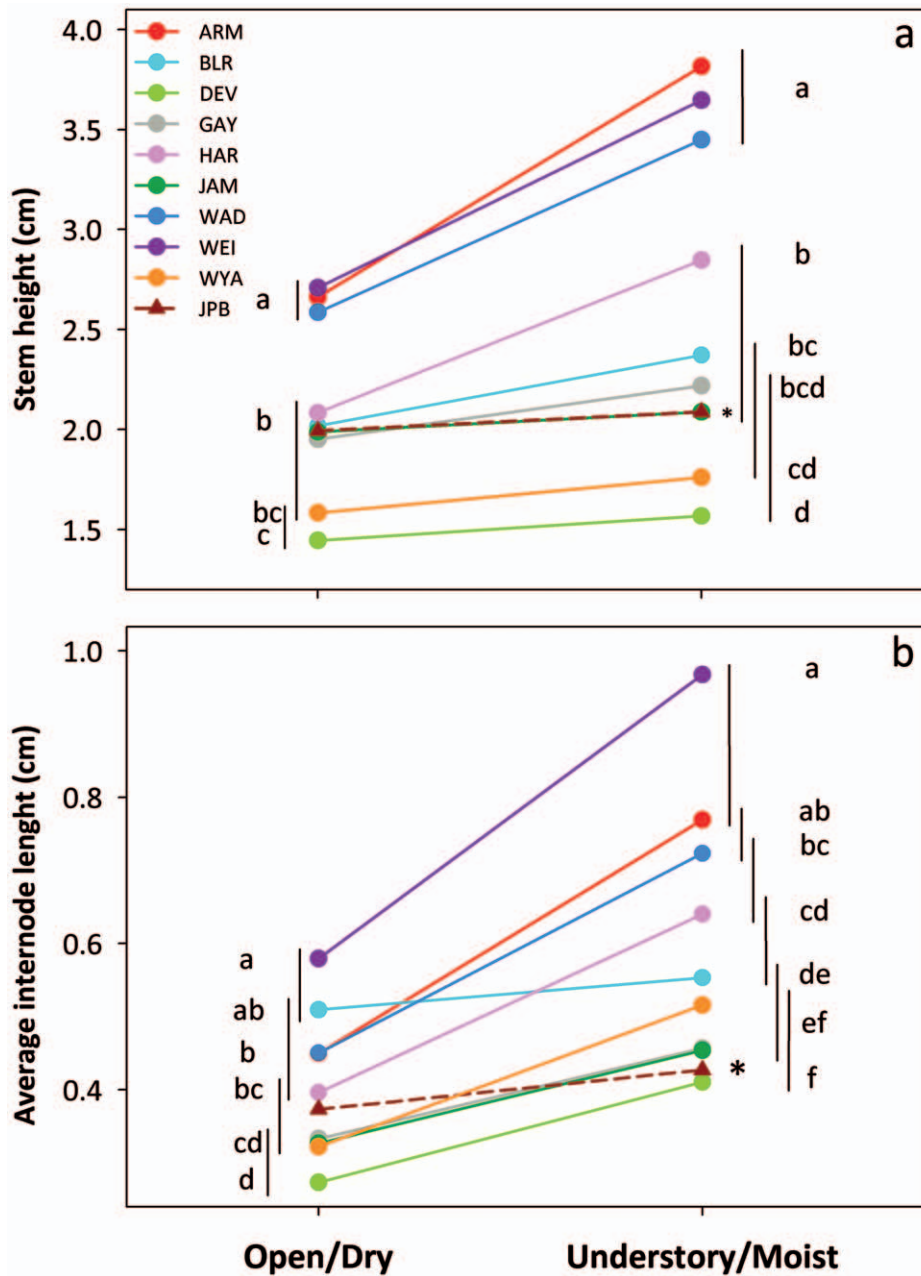 a
4.0
3.5
3.0
2.5
2.0
1.5
Stem height (cm)
ARM
BLR
DEV
GAY
HAR
JAM
WAD
WEI
WYA
JPB
a
b
bc
c
a
b
bc
bcd
*
cd
d
b
1.0
0.8
0.6
0.4
Average internode lenght (cm)
a
ab
b
bc
cd
d
a
ab
bc
cd
de
ef
f
*
Open/Dry Understory/Moist